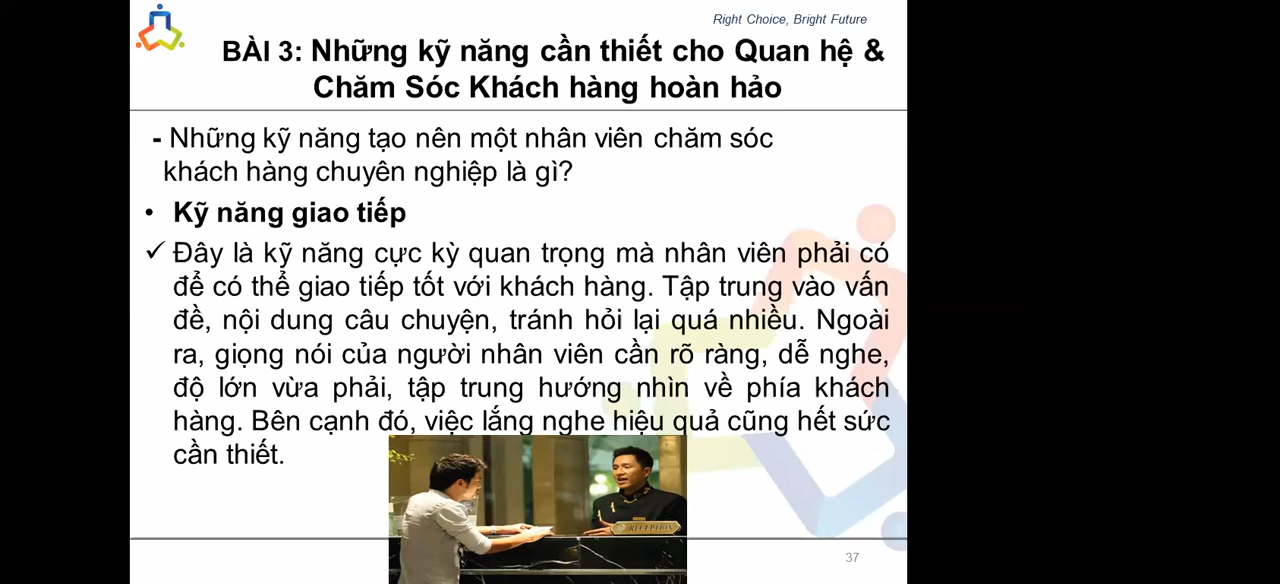 Right Choice, Bright Future
BÀI 3: Những kỹ năng cần thiết cho Quan hệ &
Chăm Sóc Khách hàng hoàn hảo
- Những kỹ năng tạo nên một nhân viên chăm sóc
khách hàng chuyên nghiệp là gì?
• Kỹ năng giao tiếp
✓ Đây là kỹ năng cực kỳ quan trọng mà nhân viên phải có
để có thể giao tiếp tốt với khách hàng. Tập trung vào vấn
đề, nội dung câu chuyện, tránh hỏi lại quá nhiều. Ngoài
ra, giọng nói của người nhân viên cần rõ ràng, dễ nghe,
độ lớn vừa phải, tập trung hướng nhìn về phía khách
hàng. Bên cạnh đó, việc lắng nghe hiệu quả cũng hết sức
cần thiết.
RECEPTION
37